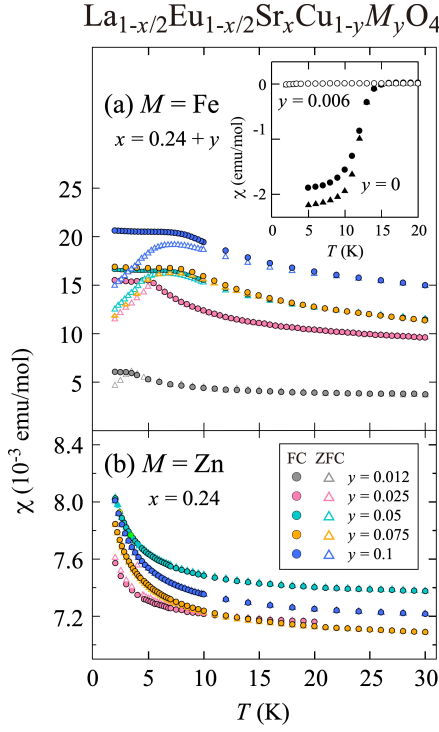 La1-x/2Eu1-x/2SrxCu1-yMyO4
(a) M = Fe
x = 0.24 + y
0
y = 0.006
-1
y = 0
-2
χ (emu/mol)
0 5 10 15 20
T (K)
25
20
15
10
5
χ (10-3 emu/mol)
8.4
(b) M = Zn
x = 0.24
8.0
7.6
7.2
FC ZFC
y = 0.012
y = 0.025
y = 0.05
y = 0.075
y = 0.1
0 5 10 15 20 25 30
T (K)